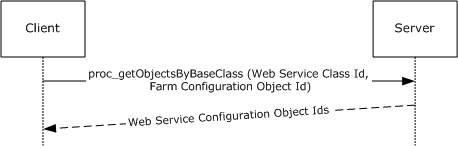 Client
Server
proc_getObjectsByBaseClass (Web Service Class Id,
Farm Configuration Object Id)
Web Service Configuration Object Ids